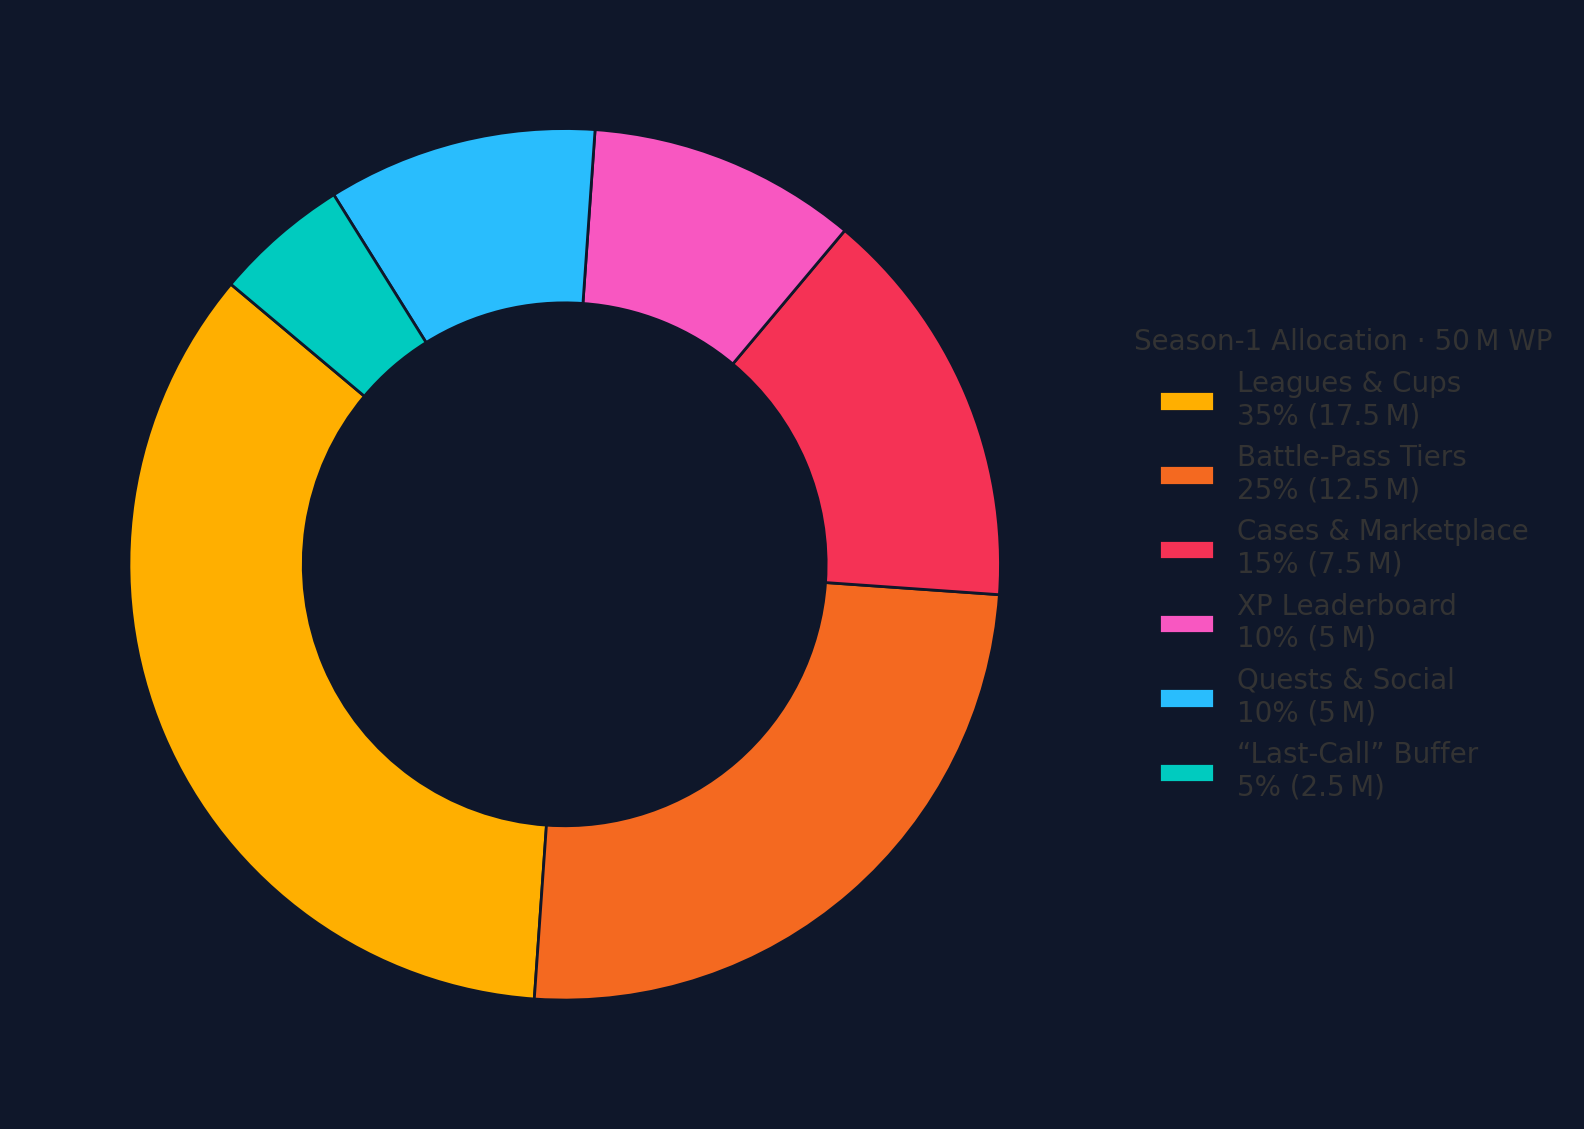 Season-1 Allocation · 50 M WP
Leagues & Cups
35% (17.5 M)
Battle-Pass Tiers
25% (12.5 M)
Cases & Marketplace
15% (7.5 M)
XP Leaderboard
10% (5 M)
Quests & Social
10% (5 M)
“Last-Call” Buffer
5% (2.5 M)